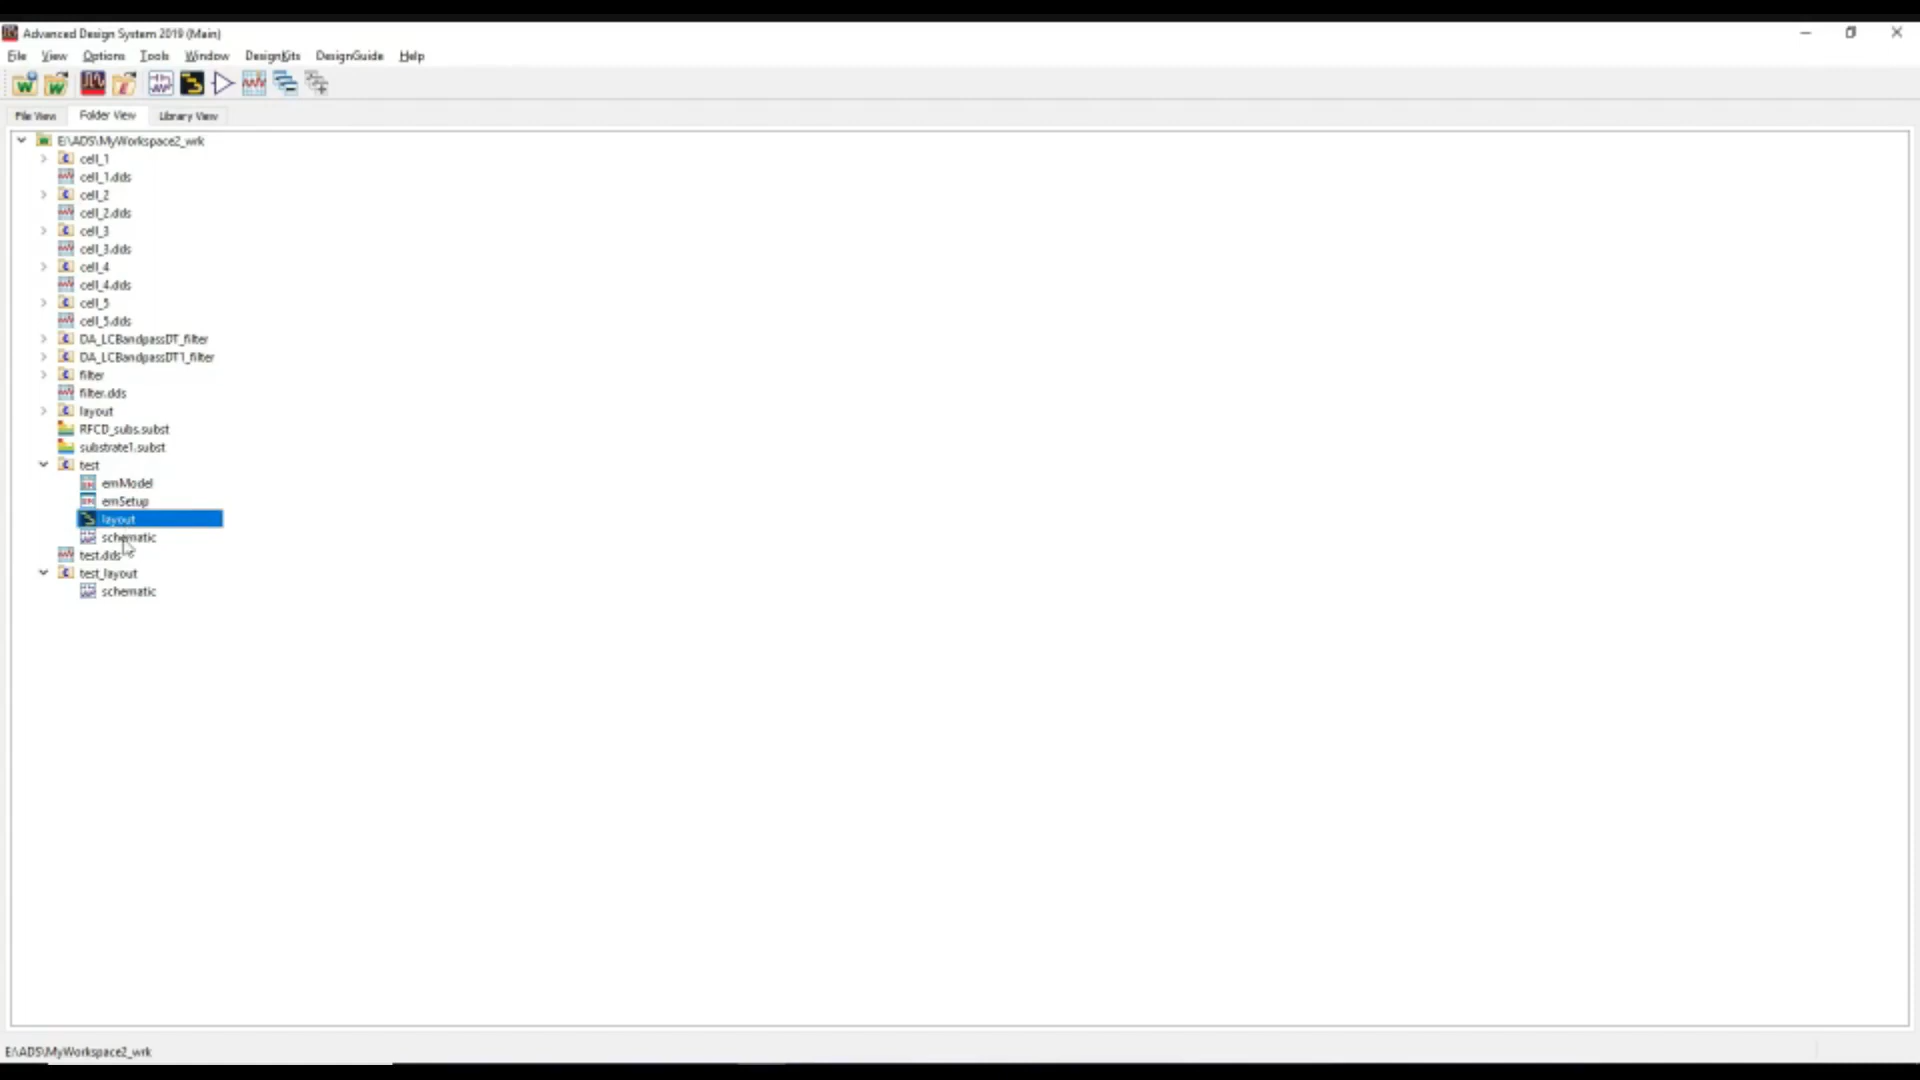 Advanced Design System 2019 (Main)
File View Options Tools Window DesignKits DesignGuide Help
File View Folder View Library View
E:\ADS\MyWorkspace2_wrk
cell_1
cell_1.dds
cell_2
cell_2.dds
cell_3
cell_3.dds
cell_4
cell_4.dds
cell_5
cell_5.dds
DA_LCBandpassDT_filter
DA_LCBandpassDT1_filter
filter
filter.dds
layout
RFCD_subs.subst
substrate1.subst
test
emModel
emSetup
layout
schematic
test.dds
test_layout
schematic
E:\ADS\MyWorkspace2_wrk